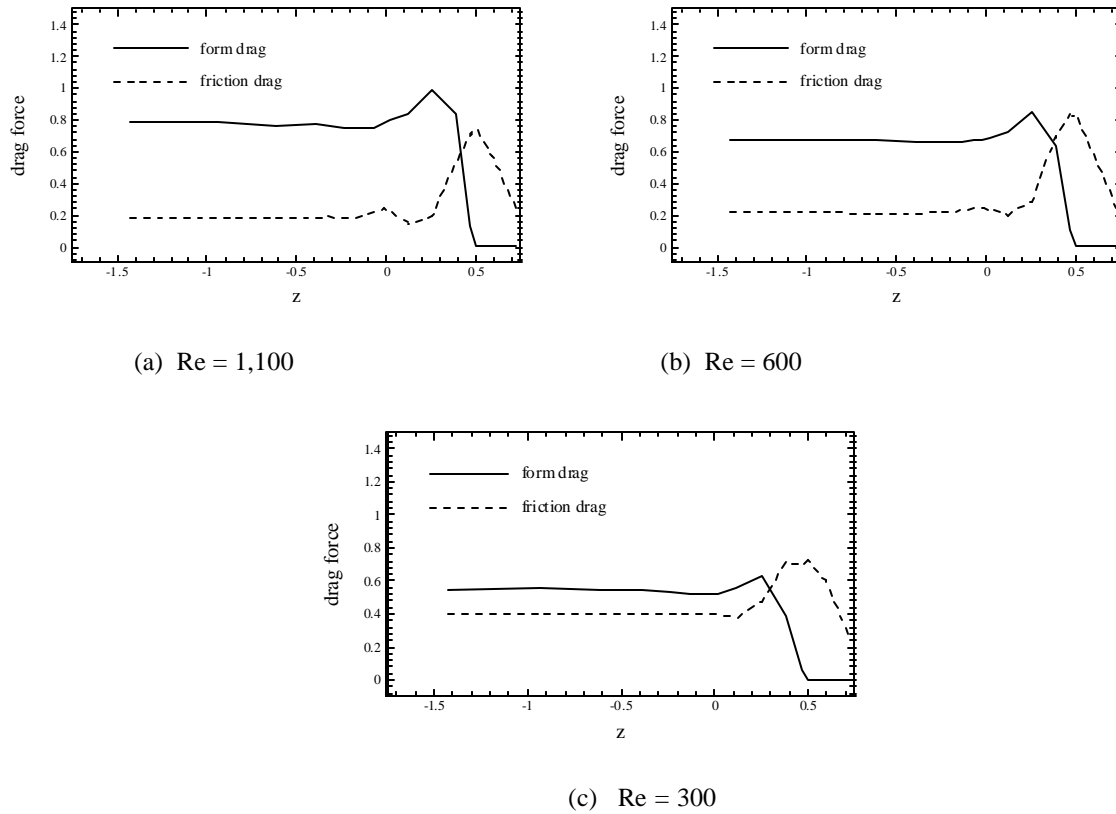 1.4
1.2
1
0.8
0.6
0.4
0.2
0
drag force
form drag
friction drag
-1.5 -1 -0.5 0 0.5
z
(a) Re = 1,100
1.4
1.2
1
0.8
0.6
0.4
0.2
0
drag force
form drag
friction drag
-1.5 -1 -0.5 0 0.5
z
(b) Re = 600
1.4
1.2
1
0.8
0.6
0.4
0.2
0
drag force
form drag
friction drag
-1.5 -1 -0.5 0 0.5
z
(c) Re = 300